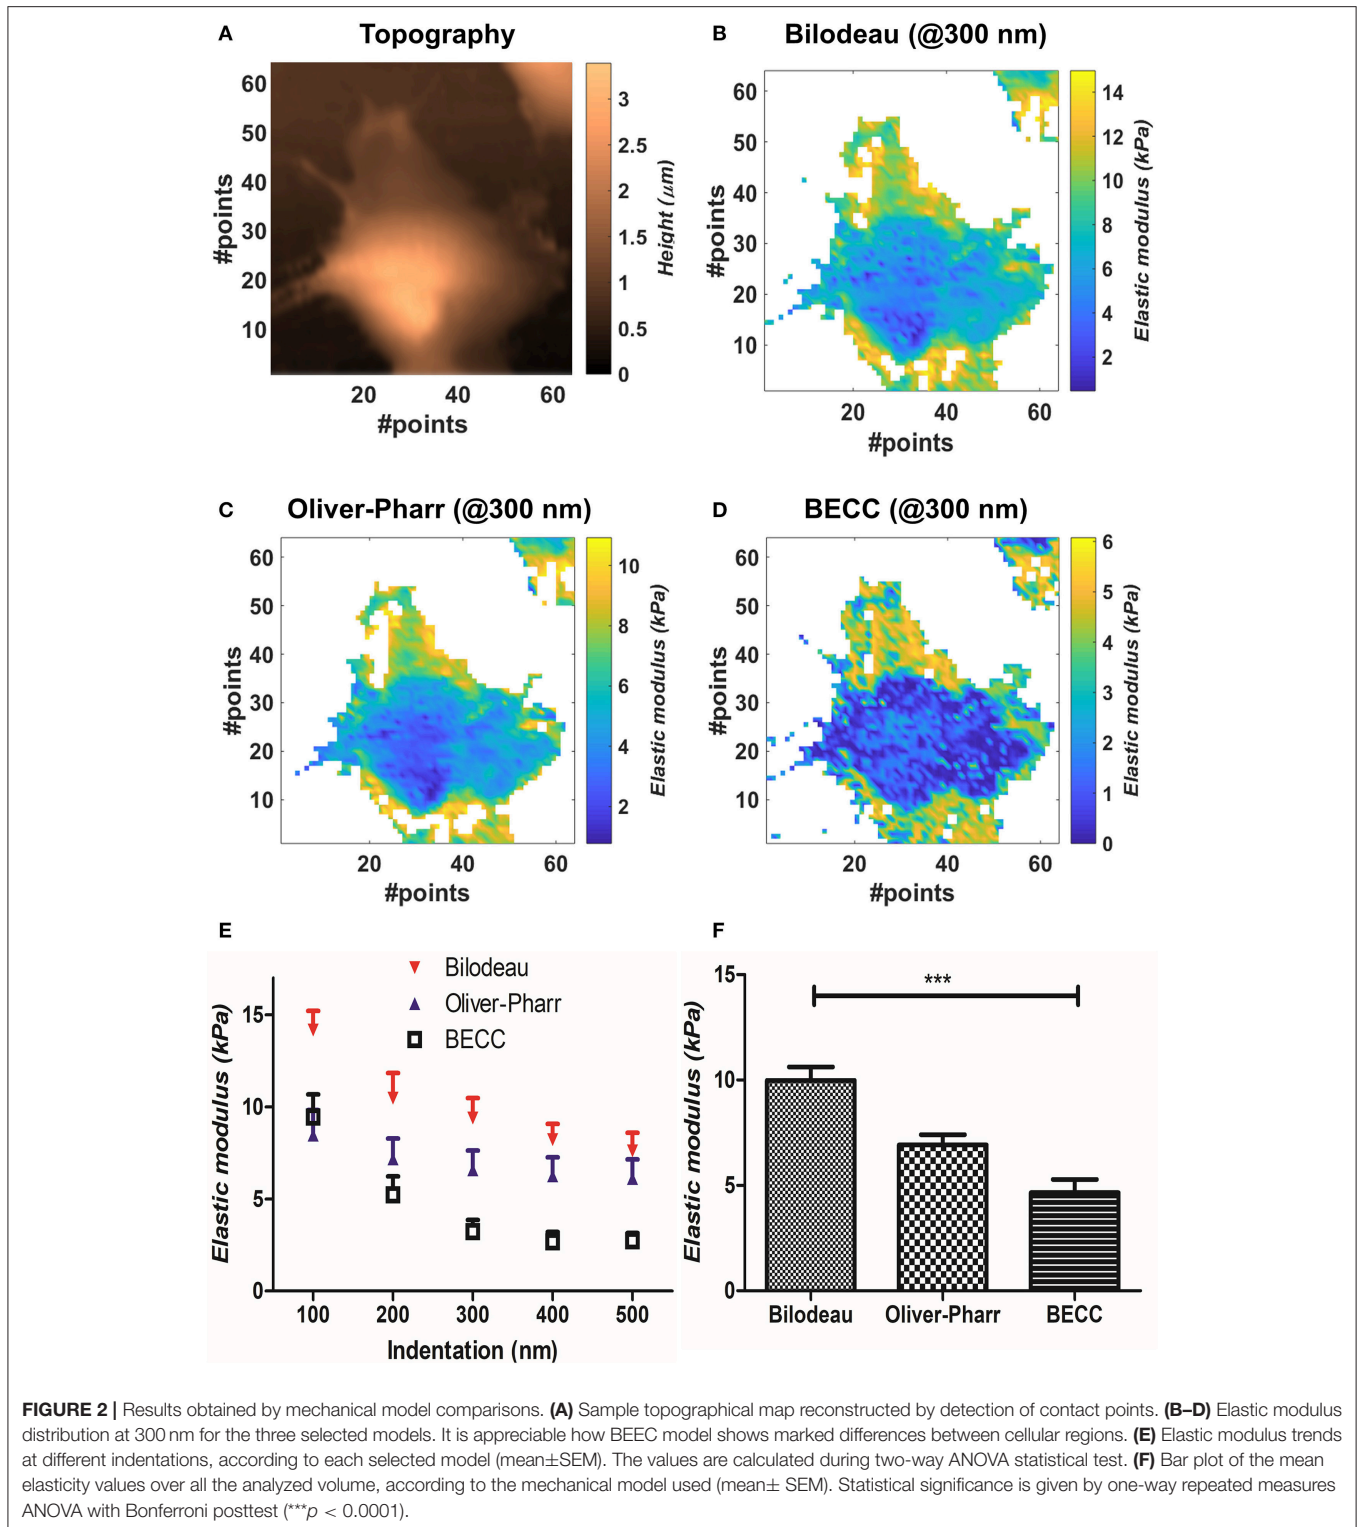 A
Topography
60
50
40
30
20
10
#points
20
40
60
#points
3
2.5
2
1.5
1
0.5
0
Height (μm)
B
Bilodeau (@300 nm)
60
50
40
30
20
10
#points
20
40
60
#points
14
12
10
8
6
4
2
Elastic modulus (kPa)
C
Oliver-Pharr (@300 nm)
60
50
40
30
20
10
#points
20
40
60
#points
10
8
6
4
2
Elastic modulus (kPa)
D
BECC (@300 nm)
60
50
40
30
20
10
#points
20
40
60
#points
6
5
4
3
2
1
0
Elastic modulus (kPa)
E
Bilodeau
Oliver-Pharr
BECC
15
10
5
0
Elastic modulus (kPa)
100
200
300
400
500
Indentation (nm)
F
***
15
10
5
0
Elastic modulus (kPa)
Bilodeau
Oliver-Pharr
BECC
FIGURE 2 | Results obtained by mechanical model comparisons. (A) Sample topographical map reconstructed by detection of contact points. (B–D) Elastic modulus
distribution at 300 nm for the three selected models. It is appreciable how BEEC model shows marked differences between cellular regions. (E) Elastic modulus trends
at different indentations, according to each selected model (mean±SEM). The values are calculated during two-way ANOVA statistical test. (F) Bar plot of the mean
elasticity values over all the analyzed volume, according to the mechanical model used (mean± SEM). Statistical significance is given by one-way repeated measures
ANOVA with Bonferroni posttest (***p < 0.0001).